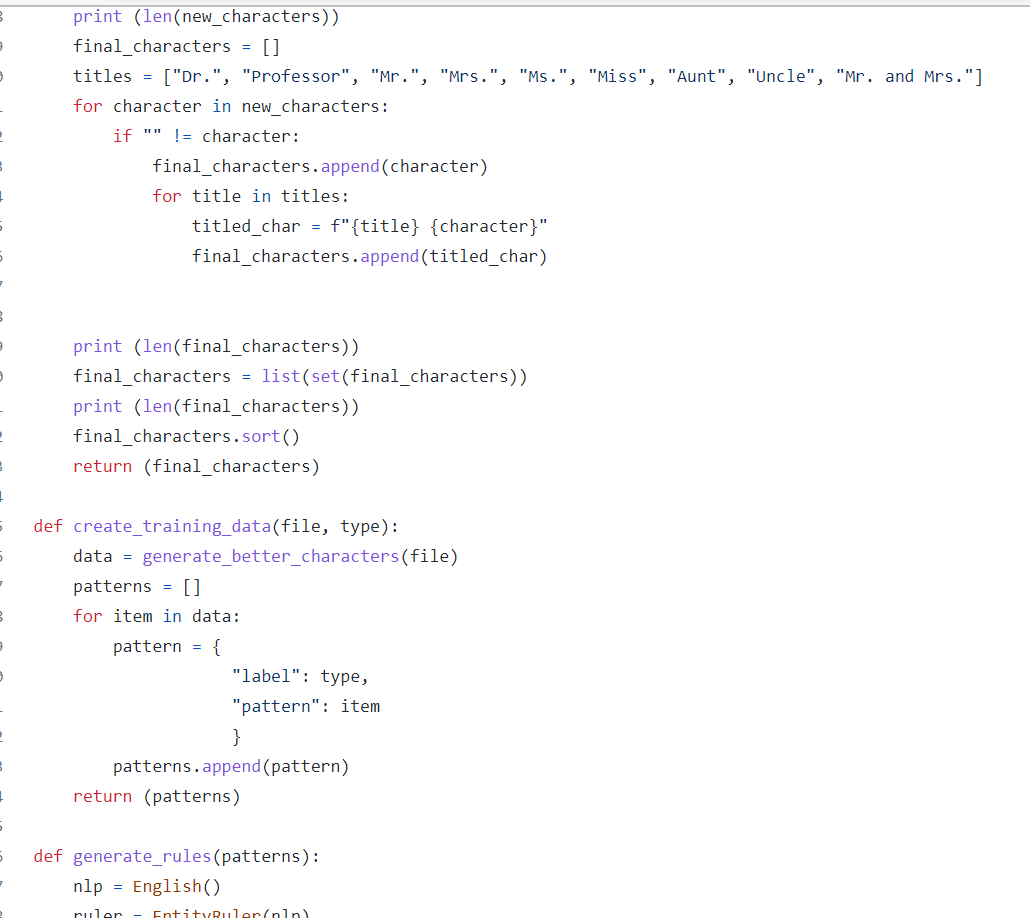 print (len(new_characters))
final_characters = []
titles = ["Dr.", "Professor", "Mr.", "Mrs.", "Ms.", "Miss", "Aunt", "Uncle", "Mr. and Mrs."]
for character in new_characters:
if "" != character:
final_characters.append(character)
for title in titles:
titled_char = f"{title} {character}"
final_characters.append(titled_char)
print (len(final_characters))
final_characters = list(set(final_characters))
print (len(final_characters))
final_characters.sort()
return (final_characters)
def create_training_data(file, type):
data = generate_better_characters(file)
patterns = []
for item in data:
pattern = {
"label": type,
"pattern": item
}
patterns.append(pattern)
return (patterns)
def generate_rules(patterns):
nlp = English()
ruler = EntityRuler(nlp)